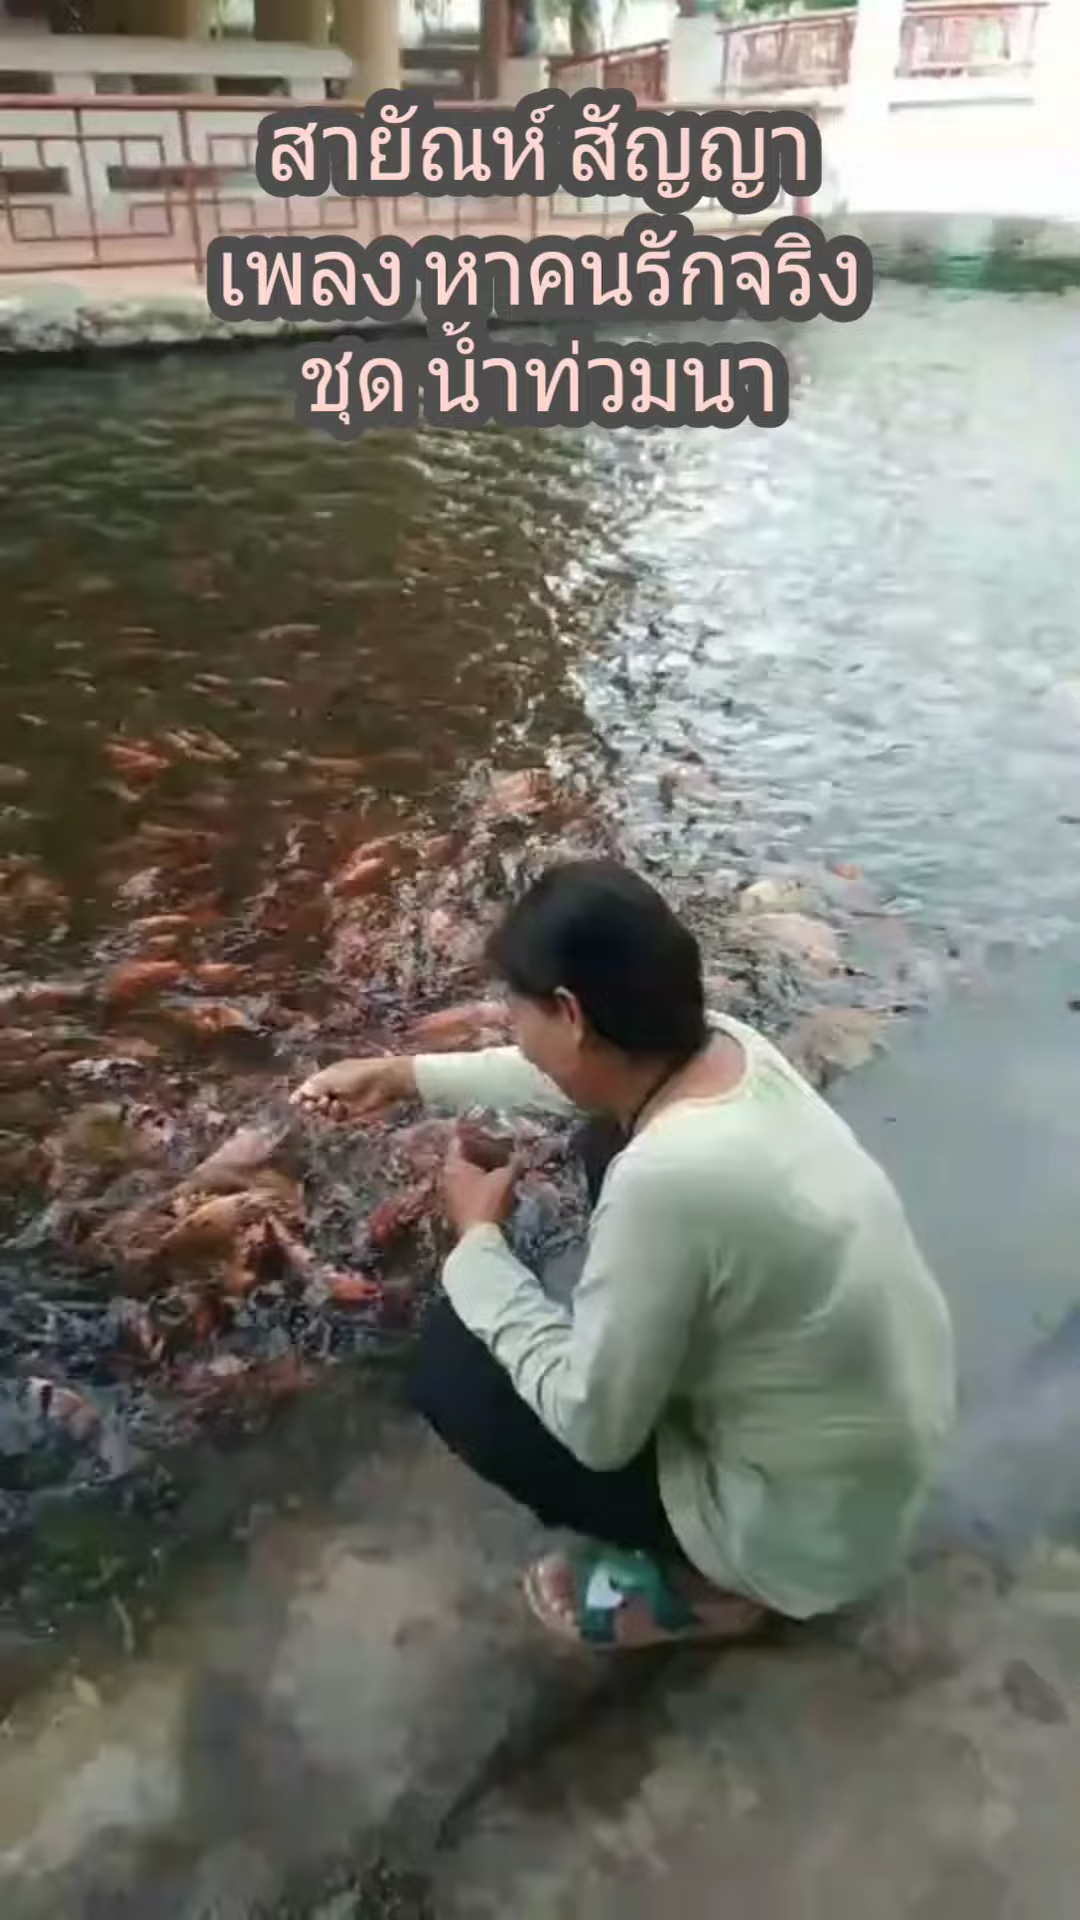 สายัณห์ สัญญา
เพลง หาคนรักจริง
ชุด น้ำท่วมนา